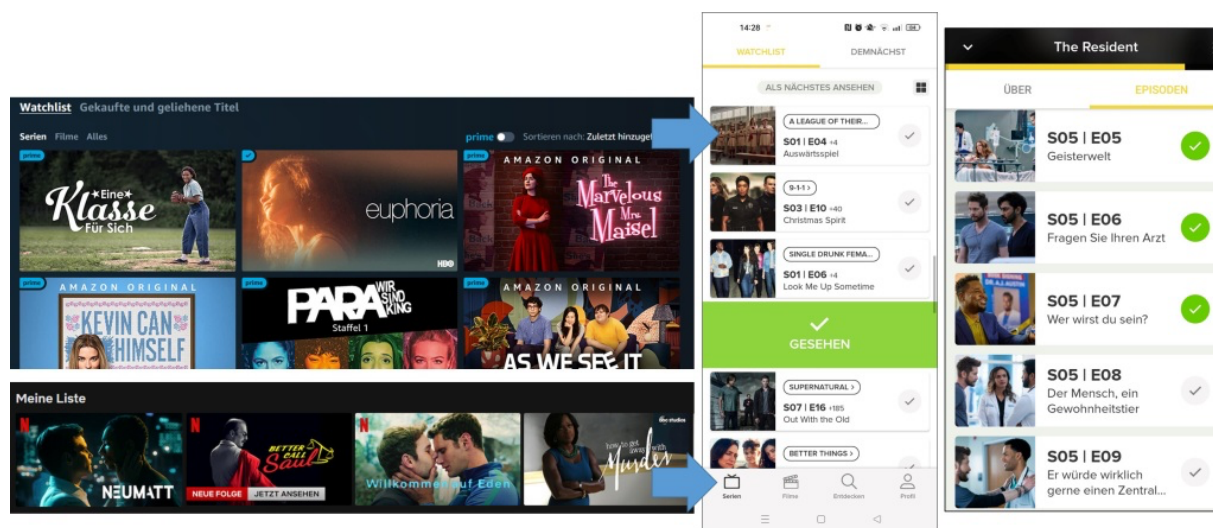 Watchlist Gekaufte und geliehene Titel
Serien Filme Alles
prime Sortieren nach: Zuletzt hinzugef
prime
Eine
Klasse
Für Sich
euphoria
HBO
prime
AMAZON ORIGINAL
The
Marvelous
Mrs.
Maisel
prime
AMAZON ORIGINAL
KEVIN CAN
HIMSELF
prime
PARA WIR SIND KING
Staffel 1
prime
AMAZON ORIGINAL
AS WE SEE IT
Meine Liste
N
NEUMATT
N
BETTER
CALL
Saul
NEUE FOLGE JETZT ANSEHEN
N
Willkommen auf Eden
abc studios
how to get
away with
Murder
14:28
WATCHLIST DEMNÄCHST
ALS NÄCHSTES ANSEHEN
A LEAGUE OF THEIR...
S01 | E04 +4
Auswärtsspiel
9-1-1 >
S03 | E10 +40
Christmas Spirit
SINGLE DRUNK FEMA...
S01 | E06 +4
Look Me Up Sometime
GESEHEN
SUPERNATURAL >
S07 | E16 +185
Out With the Old
BETTER THINGS >
Serien Filme Entdecken Profil
The Resident
ÜBER EPISODEN
S05 | E05
Geisterwelt
S05 | E06
Fragen Sie Ihren Arzt
S05 | E07
Wer wirst du sein?
S05 | E08
Der Mensch, ein
Gewohnheitstier
S05 | E09
Er würde wirklich
gerne einen Zentral...